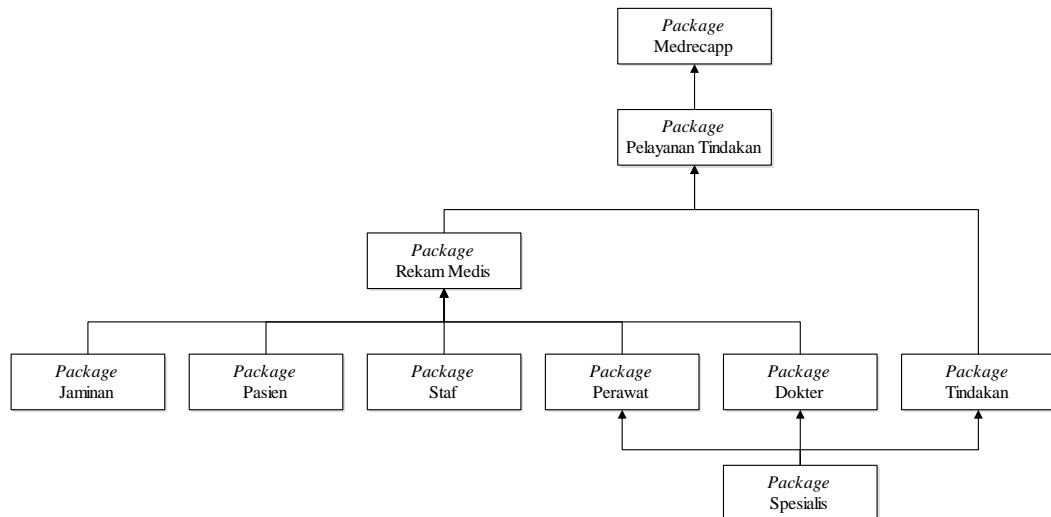 Package
Medrecapp
Package
Pelayanan Tindakan
Package
Rekam Medis
Package
Jaminan
Package
Pasien
Package
Staf
Package
Perawat
Package
Dokter
Package
Tindakan
Package
Spesialis